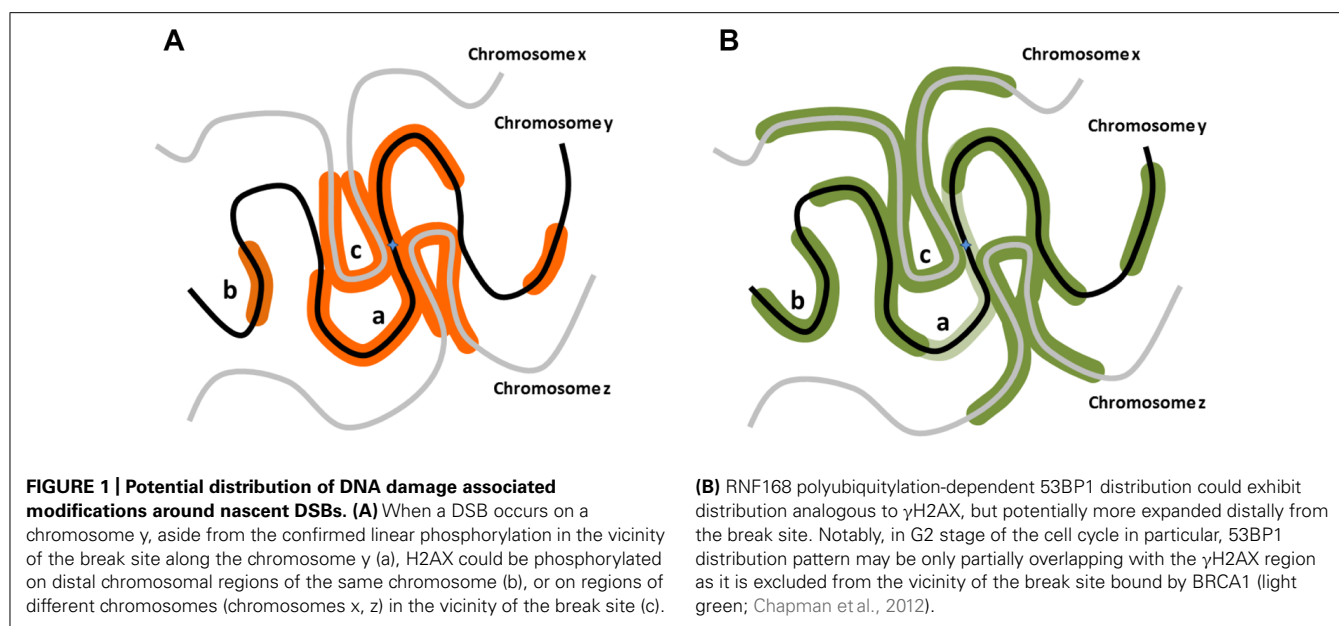 A
Chromosome x
Chromosome y
b
c
a
Chromosome z
B
Chromosome x
Chromosome y
b
c
a
Chromosome z
FIGURE 1 | Potential distribution of DNA damage associated
modifications around nascent DSBs. (A) When a DSB occurs on a
chromosome y, aside from the confirmed linear phosphorylation in the vicinity
of the break site along the chromosome y (a), H2AX could be phosphorylated
on distal chromosomal regions of the same chromosome (b), or on regions of
different chromosomes (chromosomes x, z) in the vicinity of the break site (c).
(B) RNF168 polyubiquitylation-dependent 53BP1 distribution could exhibit
distribution analogous to γH2AX, but potentially more expanded distally from
the break site. Notably, in G2 stage of the cell cycle in particular, 53BP1
distribution pattern may be only partially overlapping with the γH2AX region
as it is excluded from the vicinity of the break site bound by BRCA1 (light
green; Chapman et al., 2012).